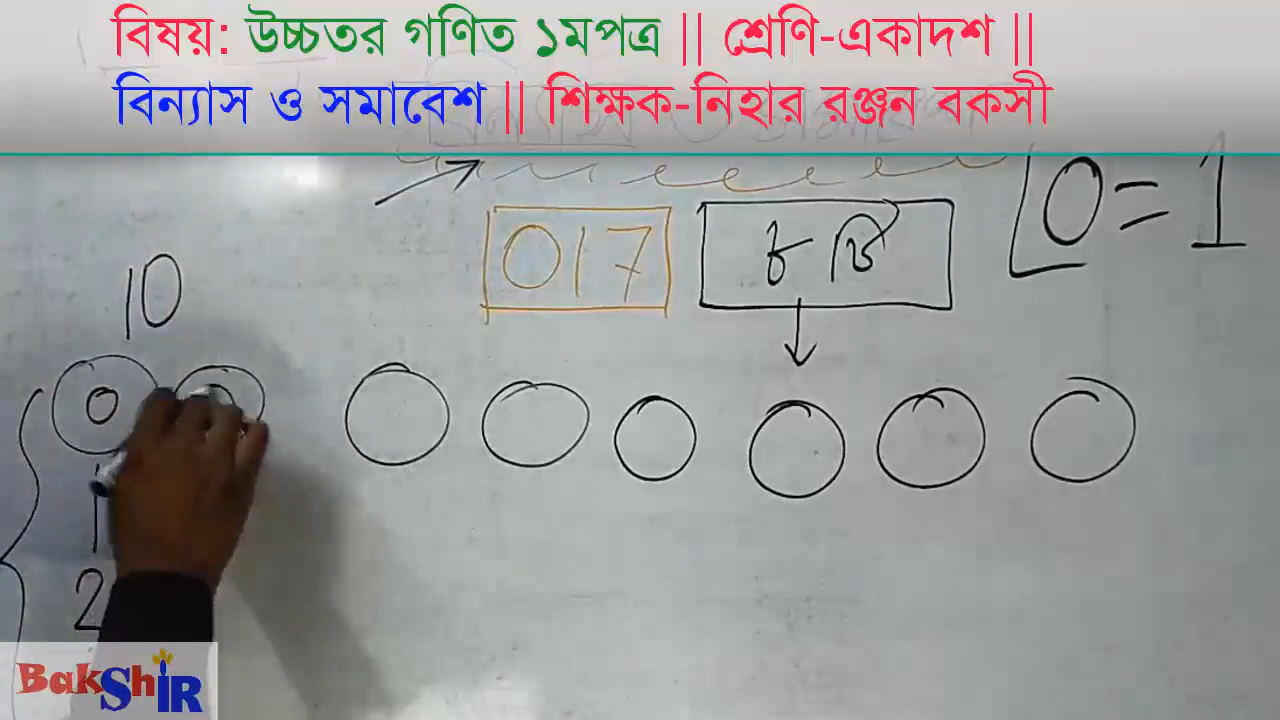 বিষয়: উচ্চতর গণিত ১মপত্র || শ্রেণি-একাদশ ||
বিন্যাস ও সমাবেশ || শিক্ষক-নিহার রঞ্জন বকসী
0 = 1
017 ৮ টি
10
0
1
2
BakShIR